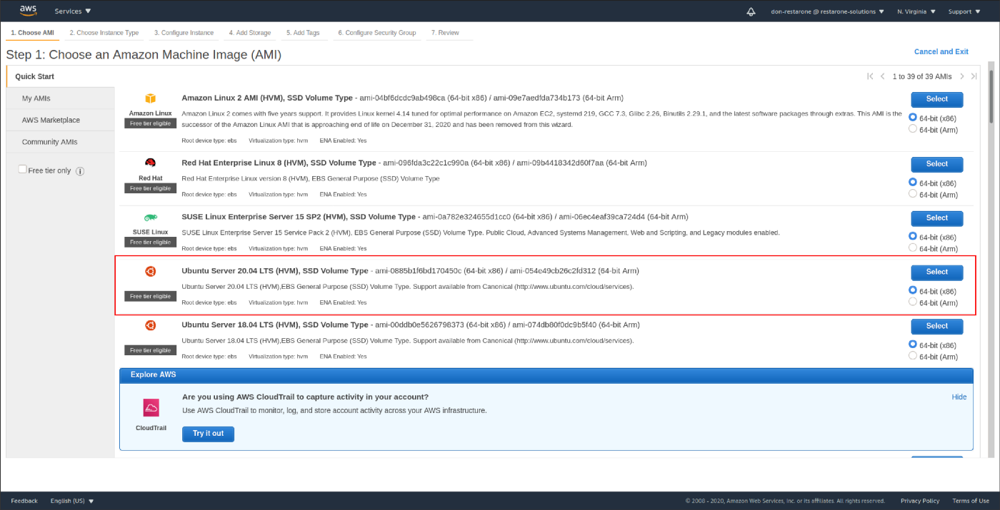 aws Services don-restarone @ restarone-solutions N. Virginia Support
1. Choose AMI 2. Choose Instance Type 3. Configure Instance 4. Add Storage 5. Add Tags 6. Configure Security Group 7. Review
Step 1: Choose an Amazon Machine Image (AMI)
Cancel and Exit
Quick Start
My AMIs
AWS Marketplace
Community AMIs
Free tier only
1 to 39 of 39 AMIs
Amazon Linux
Free tier eligible
Amazon Linux 2 AMI (HVM), SSD Volume Type - ami-04bf6dcdc9ab498ca (64-bit x86) / ami-09e7aedfda734b173 (64-bit Arm)
Amazon Linux 2 comes with five years support. It provides Linux kernel 4.14 tuned for optimal performance on Amazon EC2, systemd 219, GCC 7.3, Glibc 2.26, Binutils 2.29.1, and the latest software packages through extras. This AMI is the
successor of the Amazon Linux AMI that is approaching end of life on December 31, 2020 and has been removed from this wizard.
Root device type: ebs Virtualization type: hvm ENA Enabled: Yes
Select
64-bit (x86)
64-bit (Arm)
Red Hat
Free tier eligible
Red Hat Enterprise Linux 8 (HVM), SSD Volume Type - ami-096fda3c22c1c990a (64-bit x86) / ami-09b4418342d60f7aa (64-bit Arm)
Red Hat Enterprise Linux version 8 (HVM), EBS General Purpose (SSD) Volume Type
Root device type: ebs Virtualization type: hvm ENA Enabled: Yes
Select
64-bit (x86)
64-bit (Arm)
SUSE Linux
Free tier eligible
SUSE Linux Enterprise Server 15 SP2 (HVM), SSD Volume Type - ami-0a782e324655d1cc0 (64-bit x86) / ami-06ec4eaf39ca724d4 (64-bit Arm)
SUSE Linux Enterprise Server 15 Service Pack 2 (HVM), EBS General Purpose (SSD) Volume Type. Public Cloud, Advanced Systems Management, Web and Scripting, and Legacy modules enabled.
Root device type: ebs Virtualization type: hvm ENA Enabled: Yes
Select
64-bit (x86)
64-bit (Arm)
Free tier eligible
Ubuntu Server 20.04 LTS (HVM), SSD Volume Type - ami-0885b1f6bd170450c (64-bit x86) / ami-054e49cb26c2fd312 (64-bit Arm)
Ubuntu Server 20.04 LTS (HVM),EBS General Purpose (SSD) Volume Type. Support available from Canonical (http://www.ubuntu.com/cloud/services).
Root device type: ebs Virtualization type: hvm ENA Enabled: Yes
Select
64-bit (x86)
64-bit (Arm)
Free tier eligible
Ubuntu Server 18.04 LTS (HVM), SSD Volume Type - ami-00ddb0e5626798373 (64-bit x86) / ami-074db80f0dc9b5f40 (64-bit Arm)
Ubuntu Server 18.04 LTS (HVM),EBS General Purpose (SSD) Volume Type. Support available from Canonical (http://www.ubuntu.com/cloud/services).
Root device type: ebs Virtualization type: hvm ENA Enabled: Yes
Select
64-bit (x86)
64-bit (Arm)
Explore AWS
CloudTrail
Are you using AWS CloudTrail to capture activity in your account?
Hide
Use AWS CloudTrail to monitor, log, and store account activity across your AWS infrastructure.
Try it out
Feedback English (US) © 2008 - 2020, Amazon Web Services, Inc. or its affiliates. All rights reserved. Privacy Policy Terms of Use